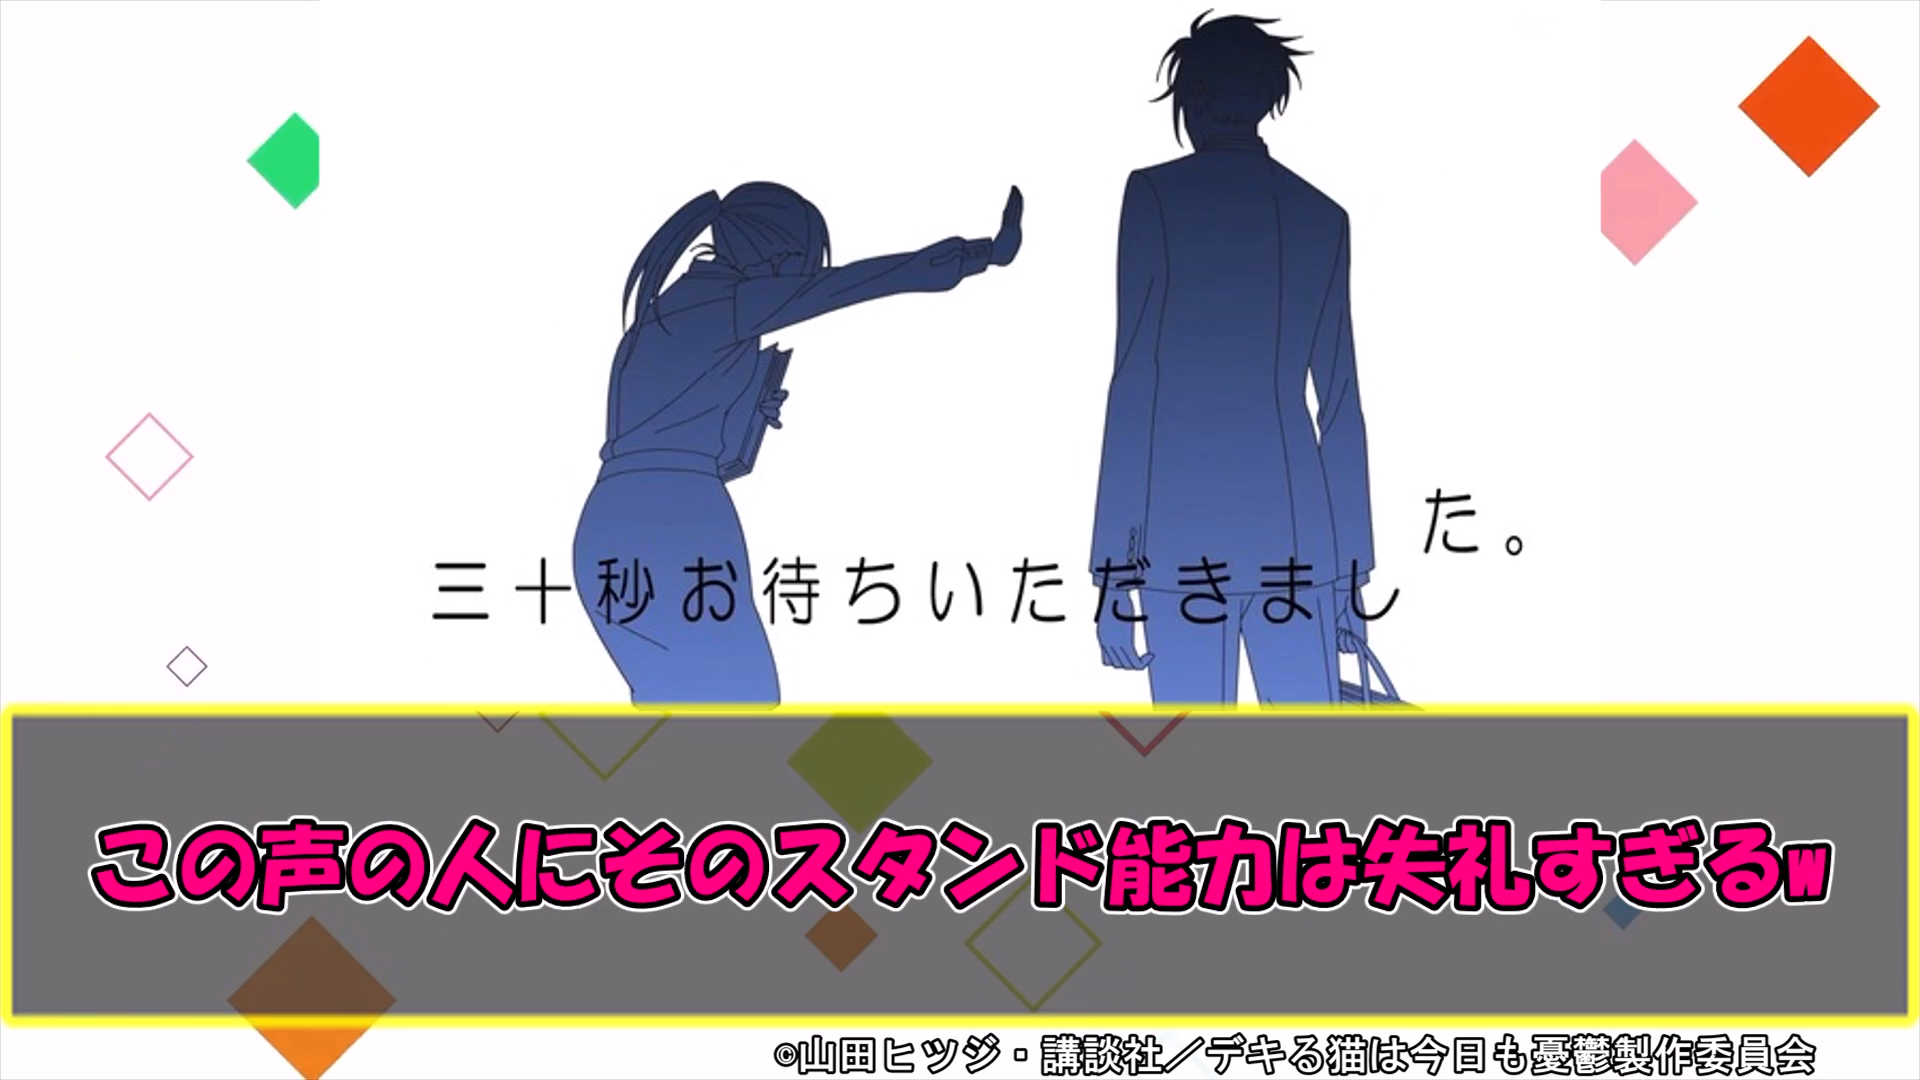 三十秒お待ちいただきました。
この声の人にそのスタンド能力は失礼すぎるw
©山田ヒツジ・講談社／デキる猫は今日も憂鬱製作委員会